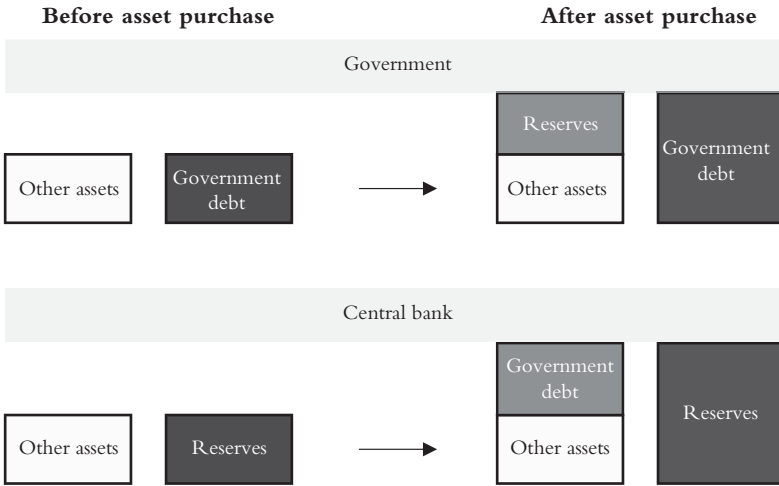 Before asset purchase
After asset purchase
Government
Reserves
Other assets
Government
debt
Other assets
Government
debt
Central bank
Government
debt
Other assets
Reserves
Other assets
Reserves